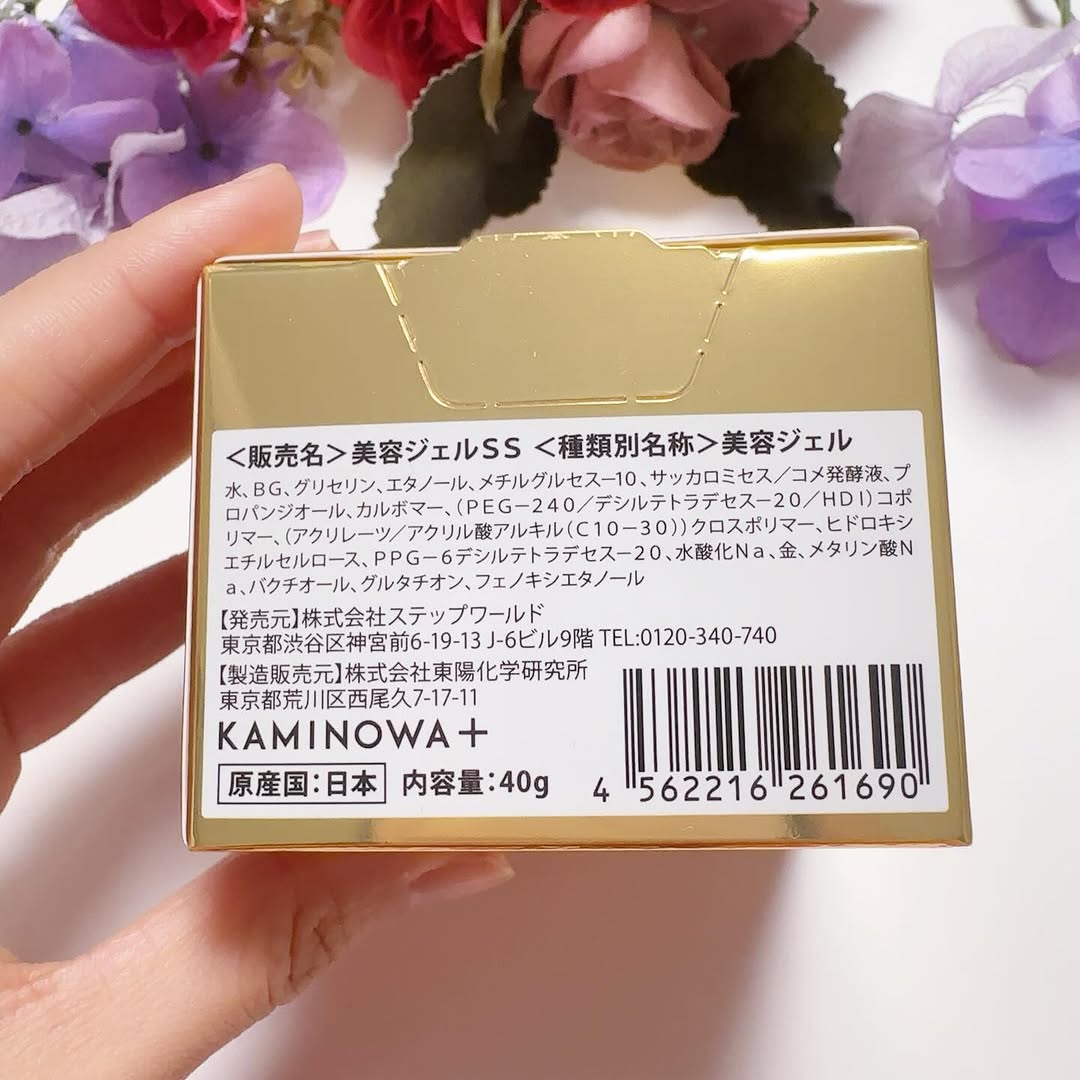 <販売名>美容ジェルSS <種類別名称>美容ジェル
水、BG、グリセリン、エタノール、メチルグルセス−10、サッカロミセス/コメ発酵液、プ
ロパンジオール、カルボマー、(PEG−240/デシルテトラデセス−20/HDI)コポ
リマー、(アクリレーツ/アクリル酸アルキル(C10−30))クロスポリマー、ヒドロキシ
エチルセルロース、PPG−6デシルテトラデセス−20、水酸化Na、金、メタリン酸N
a、バクチオール、グルタチオン、フェノキシエタノール
【発売元】株式会社ステップワールド
東京都渋谷区神宮前6-19-13 J-6ビル9階 TEL:0120-340-740
【製造販売元】株式会社東陽化学研究所
東京都荒川区西尾久7-17-11
KAMINOWA+
原産国:日本 内容量:40g
4 562216 261690